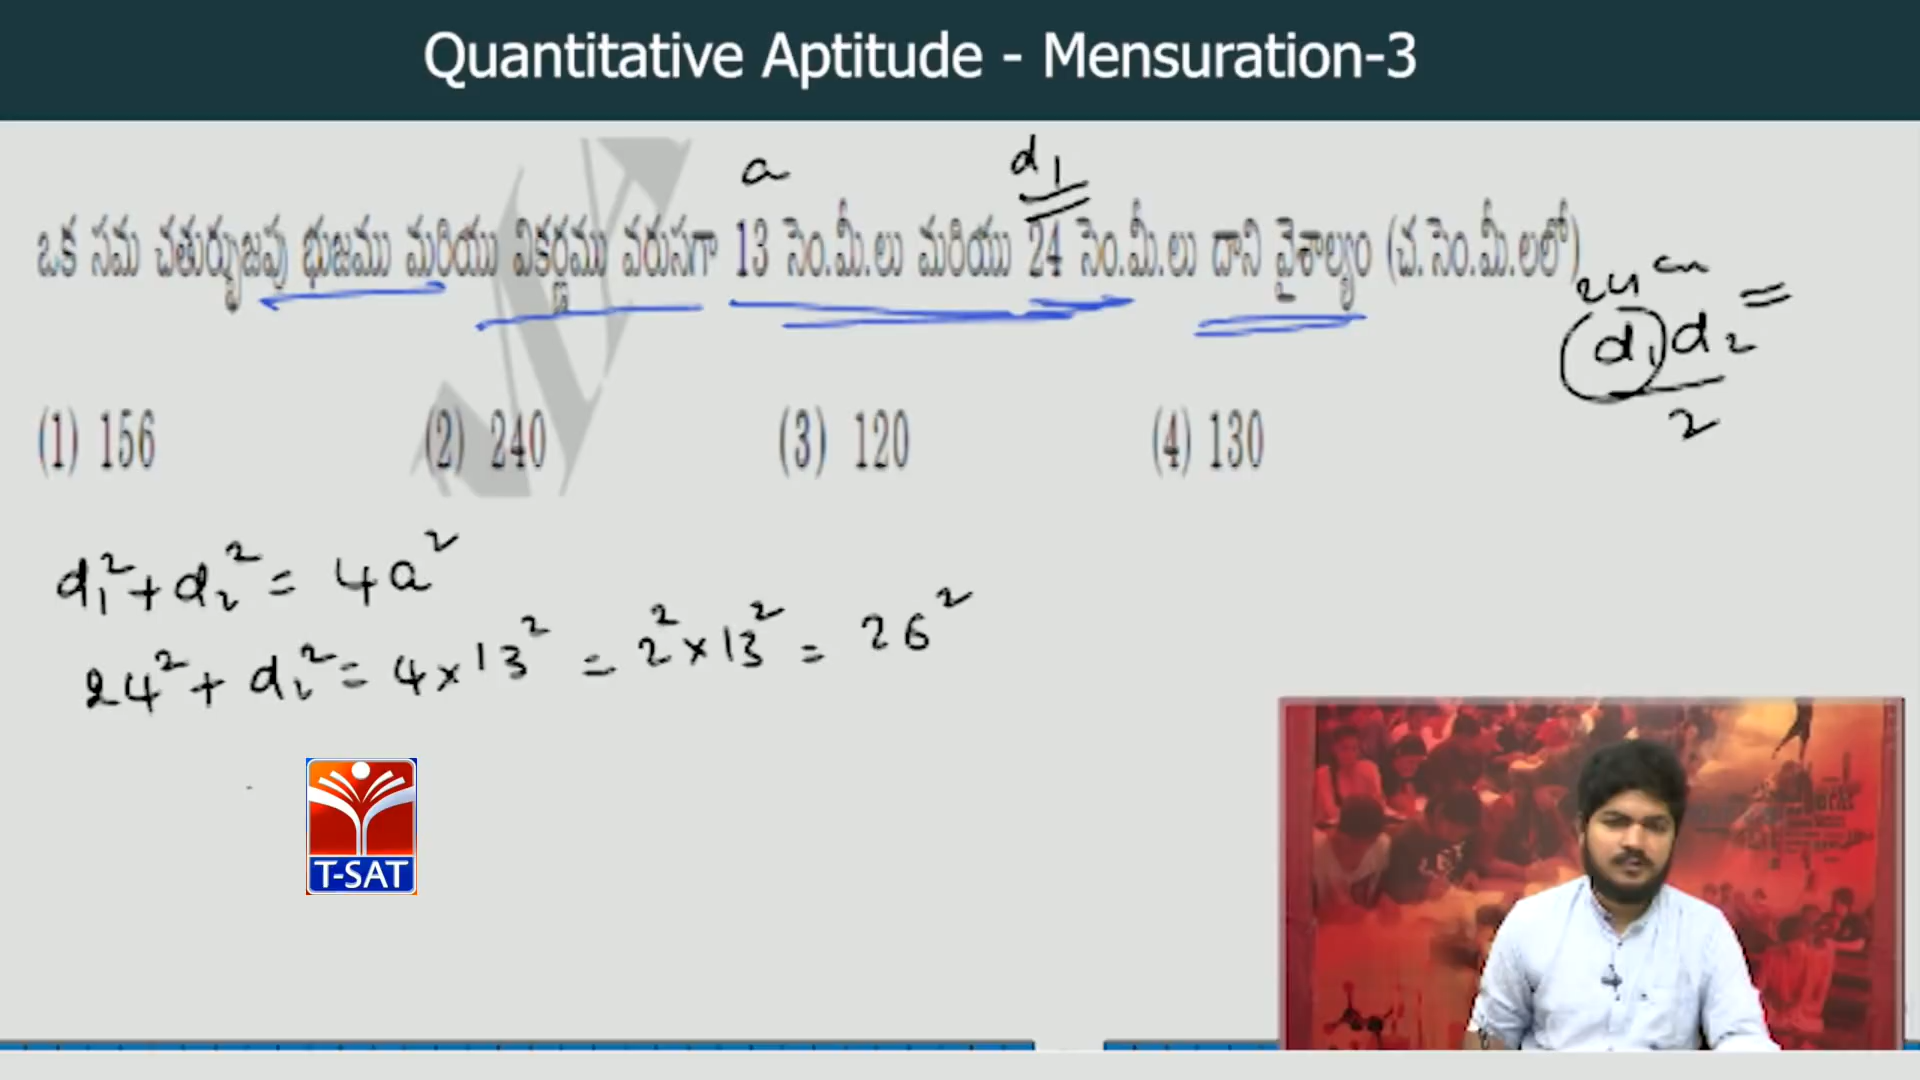 Quantitative Aptitude - Mensuration-3
a
d₁
ఒక సమ చతుర్భుజపు భుజము మరియు వికర్ణము వరుసగా 13 సెం.మీ.లు మరియు 24 సెం.మీ.లు దాని వైశాల్యం (చ.సెం.మీ.లలో)
24 cm
d₁d₂ =
2
(1) 156 (2) 240 (3) 120 (4) 130
d₁² + d₂² = 4a²
24² + d₂² = 4 × 13² = 2² × 13² = 26²
T-SAT